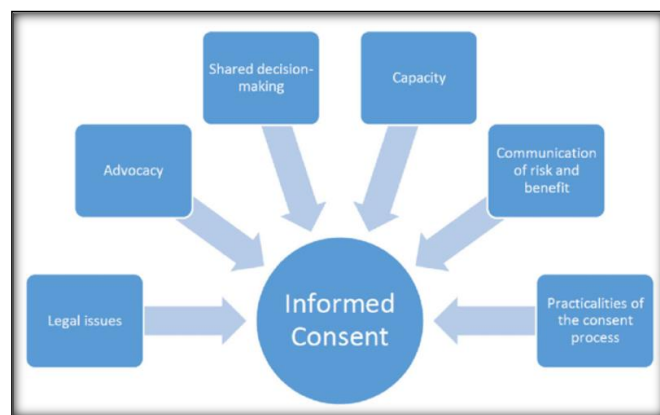 Shared decision-
making
Capacity
Advocacy
Communication
of risk and
benefit
Legal issues
Informed
Consent
Practicalities of
the consent
process